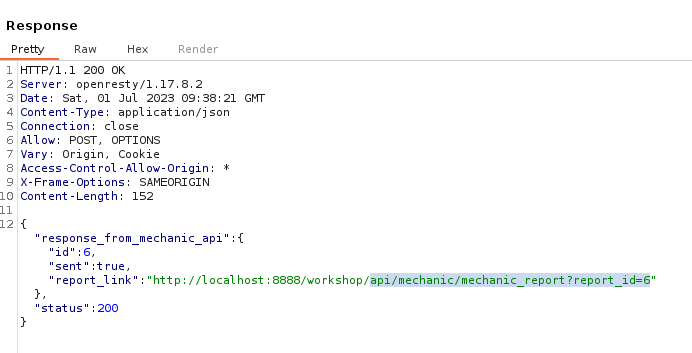 Response
Pretty Raw Hex Render
1 HTTP/1.1 200 OK
2 Server: openresty/1.17.8.2
3 Date: Sat, 01 Jul 2023 09:38:21 GMT
4 Content-Type: application/json
5 Connection: close
6 Allow: POST, OPTIONS
7 Vary: Origin, Cookie
8 Access-Control-Allow-Origin: *
9 X-Frame-Options: SAMEORIGIN
10 Content-Length: 152
11
12 {
"response_from_mechanic_api":{
"id":6,
"sent":true,
"report_link":"http://localhost:8888/workshop/api/mechanic/mechanic_report?report_id=6"
},
"status":200
}